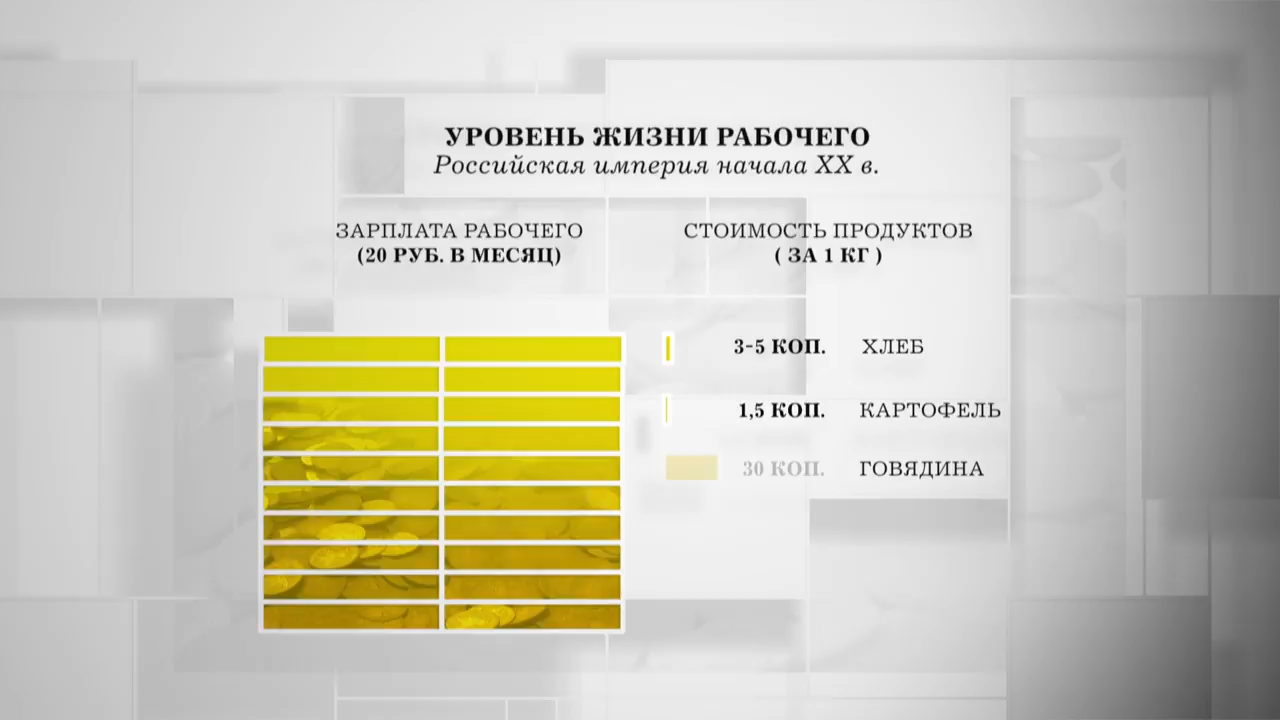 УРОВЕНЬ ЖИЗНИ РАБОЧЕГО
Российская империя начала XX в.
ЗАРПЛАТА РАБОЧЕГО
(20 РУБ. В МЕСЯЦ)
СТОИМОСТЬ ПРОДУКТОВ
( ЗА 1 КГ )
3-5 КОП. ХЛЕБ
1,5 КОП. КАРТОФЕЛЬ
30 КОП. ГОВЯДИНА